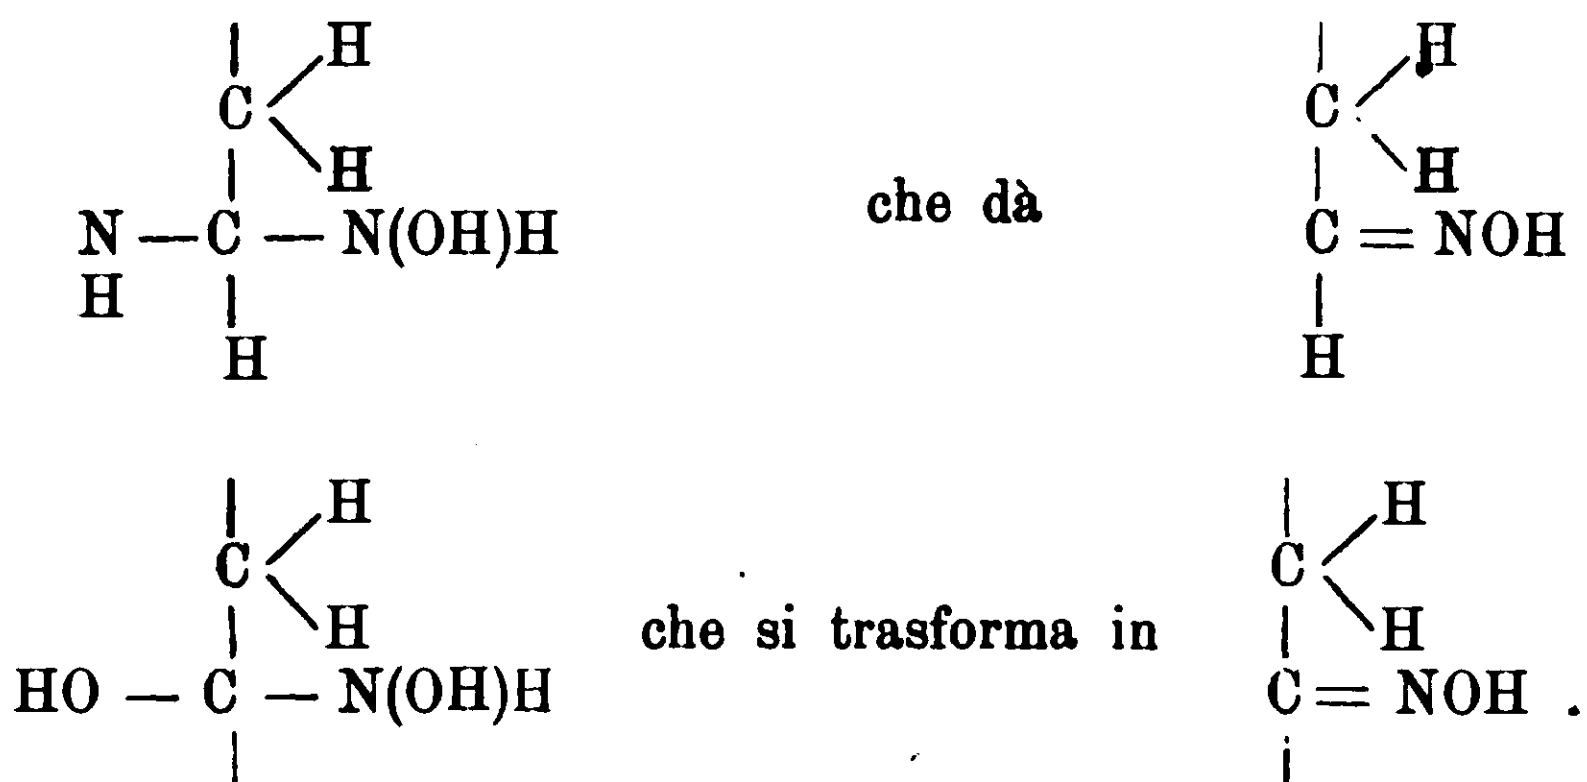 H H
C C
H H
N — C — N(OH)H che dà C = NOH
H
H H
H H
C C
H che si trasforma in H
HO — C — N(OH)H C = NOH .